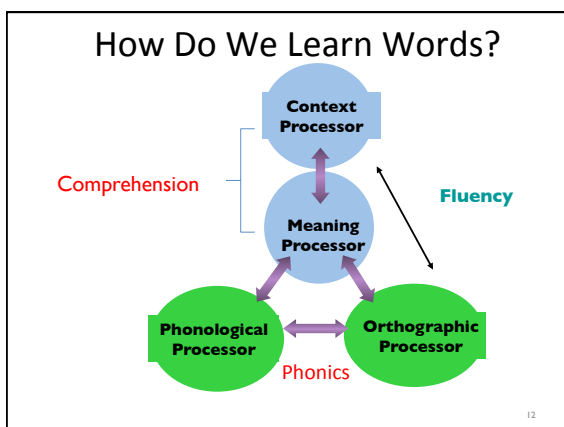 How Do We Learn Words?
Context
Processor
Comprehension
Fluency
Meaning
Processor
Phonological
Processor
Orthographic
Processor
Phonics
12